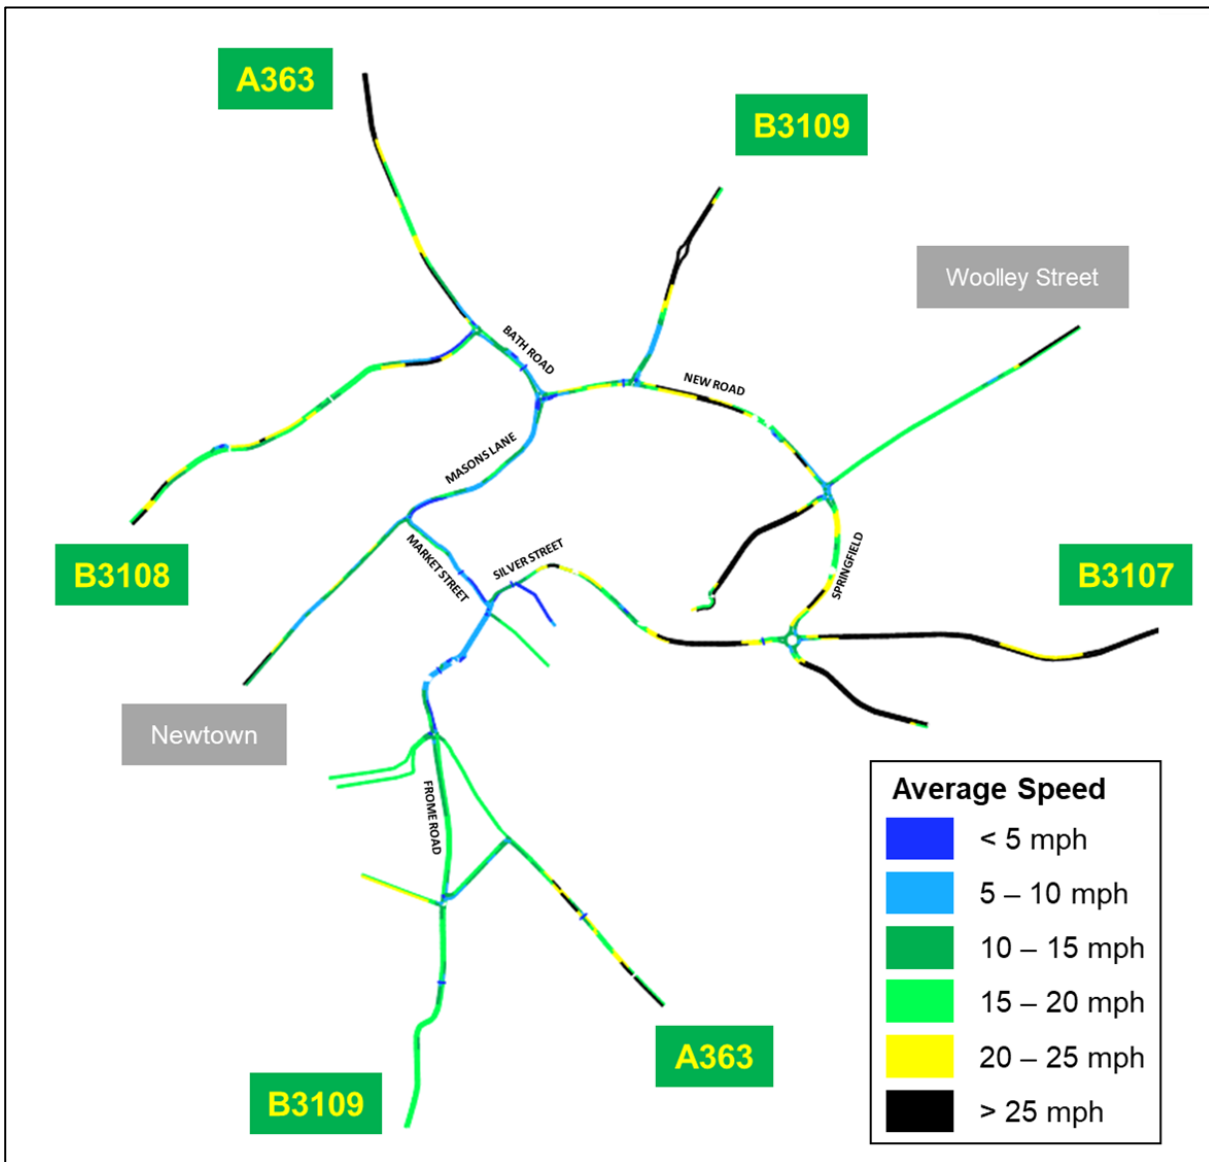 A363
B3109
Woolley Street
BATH ROAD
NEW ROAD
MASONS LANE
B3108
MARKET STREET
SILVER STREET
SPRINGFIELD
B3107
Newtown
FROME ROAD
Average Speed
< 5 mph
5 – 10 mph
10 – 15 mph
15 – 20 mph
20 – 25 mph
> 25 mph
A363
B3109